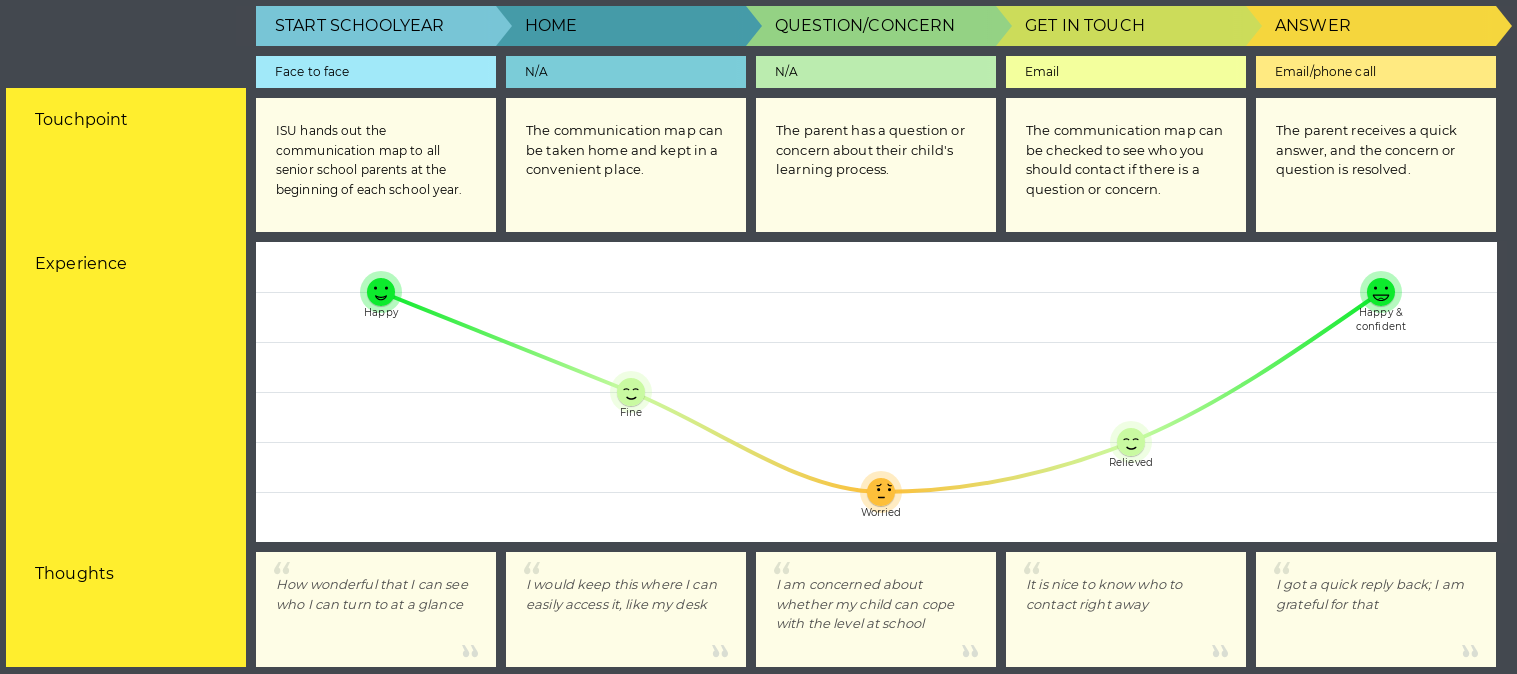 START SCHOOLYEAR
HOME
QUESTION/CONCERN
GET IN TOUCH
ANSWER
Face to face
N/A
N/A
Email
Email/phone call
Touchpoint
ISU hands out the
communication map to all
senior school parents at the
beginning of each school year.
The communication map can
be taken home and kept in a
convenient place.
The parent has a question or
concern about their child's
learning process.
The communication map can
be checked to see who you
should contact if there is a
question or concern.
The parent receives a quick
answer, and the concern or
question is resolved.
Experience
Happy
Fine
Worried
Relieved
Happy &
confident
Thoughts
“
How wonderful that I can see
who I can turn to at a glance
”
“
I would keep this where I can
easily access it, like my desk
”
“
I am concerned about
whether my child can cope
with the level at school
”
“
It is nice to know who to
contact right away
”
“
I got a quick reply back; I am
grateful for that
”